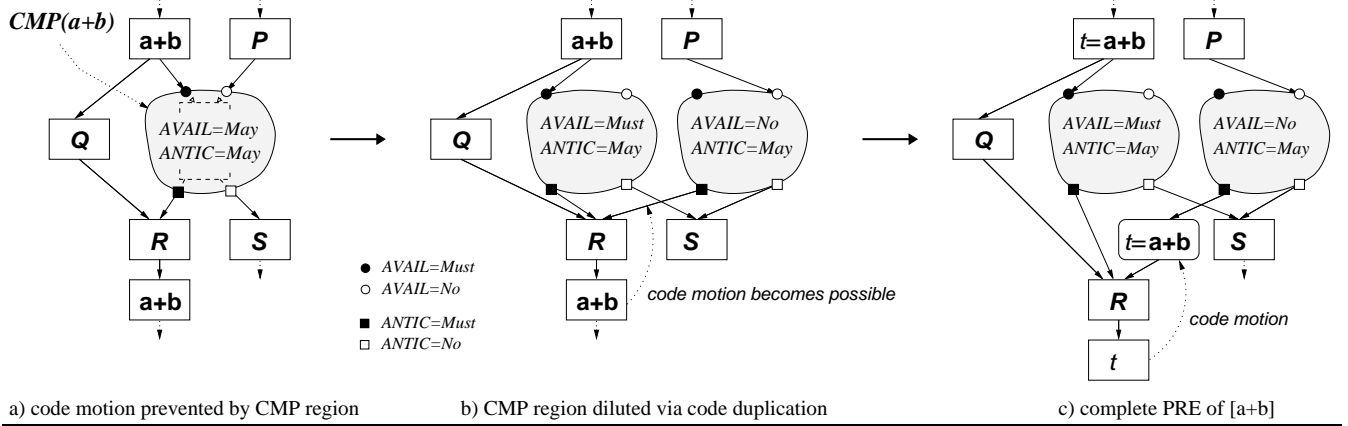 CMP(a+b)
a+b
P
Q
AVAIL=May
ANTIC=May
R
S
a+b
a) code motion prevented by CMP region
AVAIL=Must
AVAIL=No
ANTIC=Must
ANTIC=No
a+b
P
Q
AVAIL=Must
ANTIC=May
AVAIL=No
ANTIC=May
R
S
a+b
code motion becomes possible
b) CMP region diluted via code duplication
t=a+b
P
Q
AVAIL=Must
ANTIC=May
AVAIL=No
ANTIC=May
t=a+b
S
R
t
code motion
c) complete PRE of [a+b]